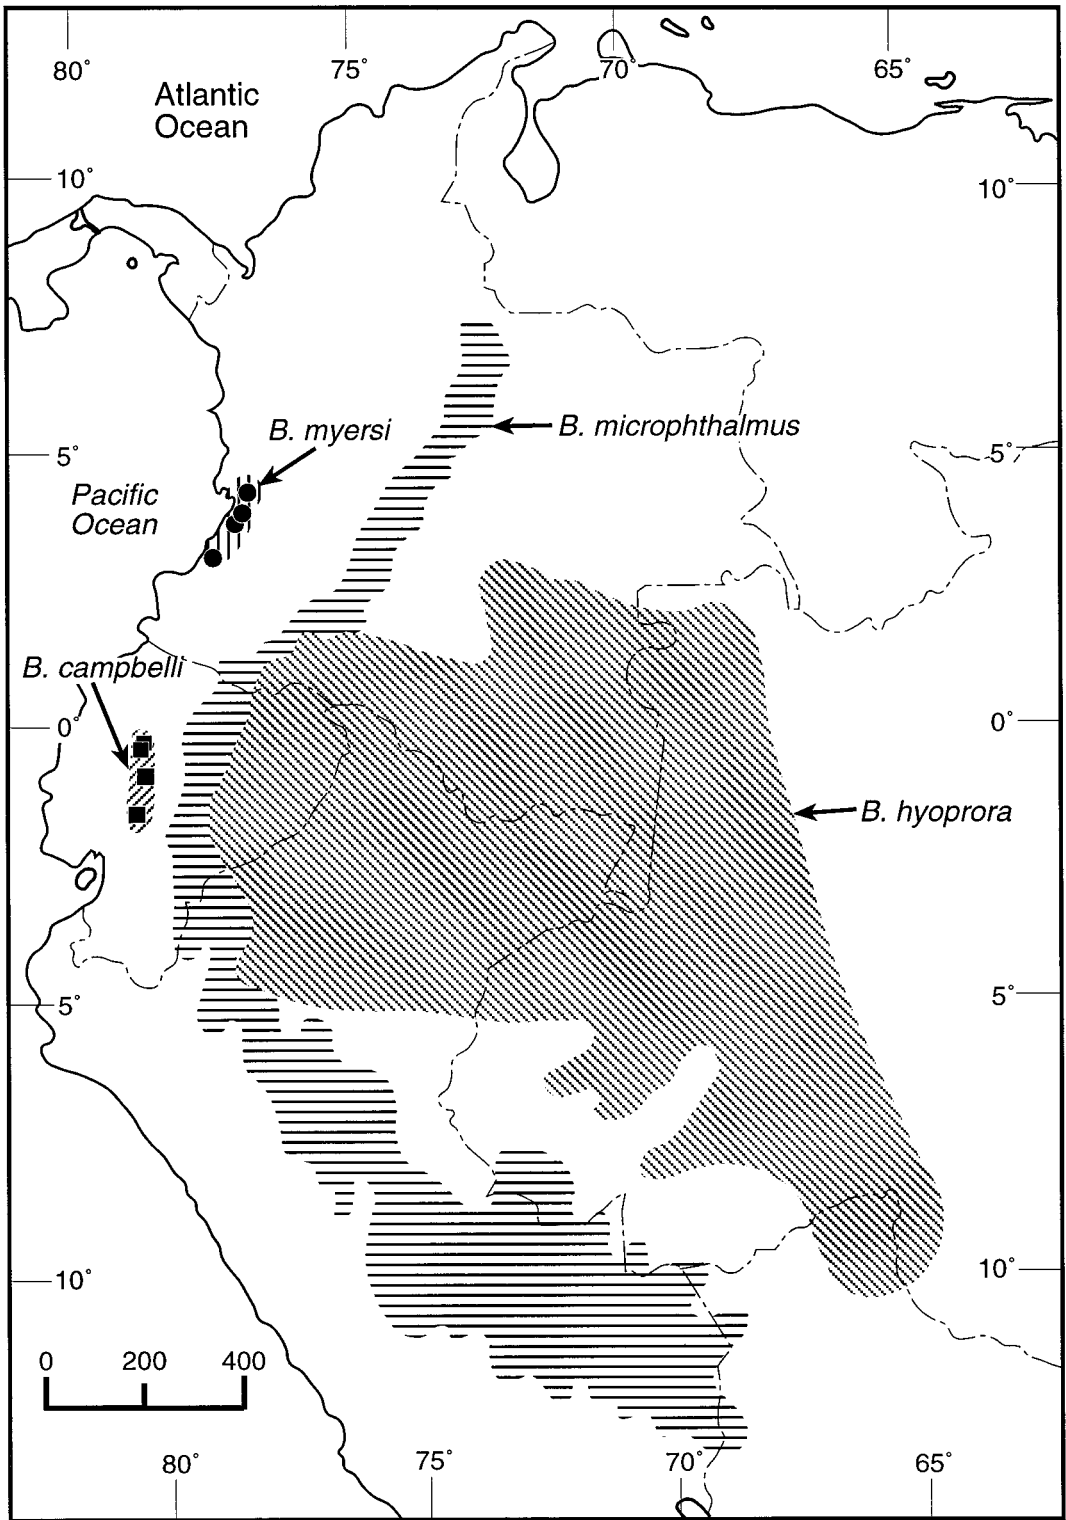 80° 75° 70° 65°
Atlantic
Ocean
10° 10°
B. myersi
B. microphthalmus
5° 5°
Pacific
Ocean
B. campbelli
0° 0°
B. hyoprora
5° 5°
10° 10°
0 200 400
80° 75° 70° 65°